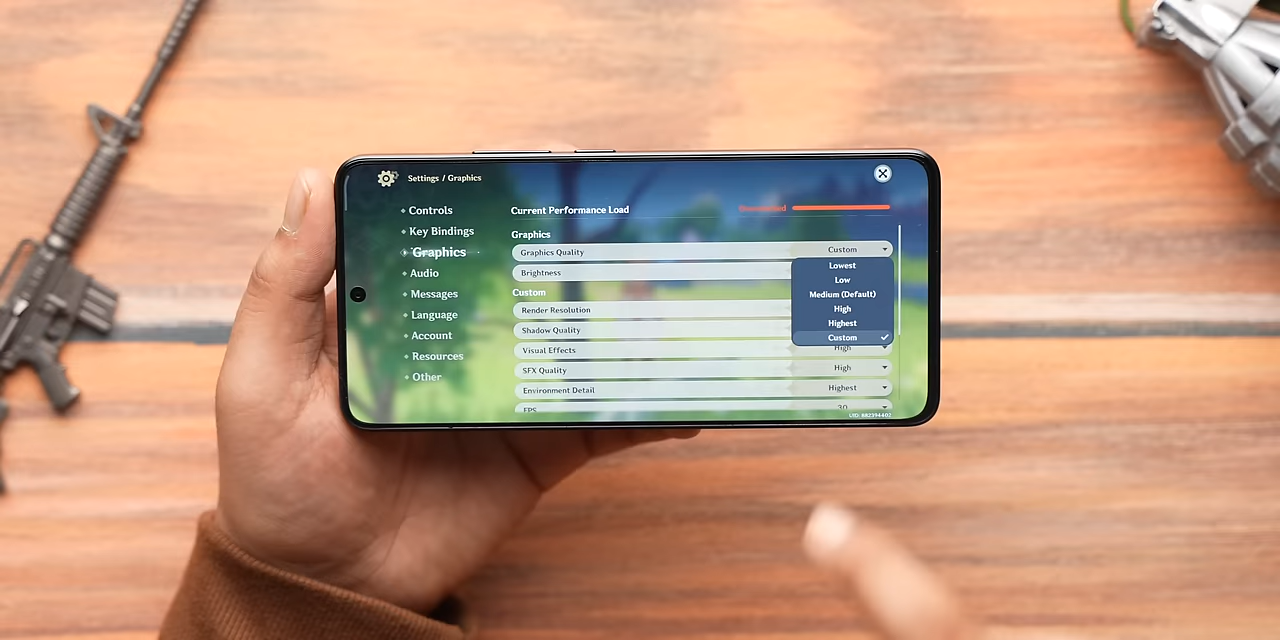 Settings / Graphics
Controls
Key Bindings
Graphics
Audio
Messages
Language
Account
Resources
Other
Current Performance Load
Graphics
Graphics Quality Custom
Brightness
Lowest
Low
Medium (Default)
High
Highest
Custom
Custom
Render Resolution
Shadow Quality
Visual Effects High
SFX Quality High
Environment Detail Highest
FPS 30